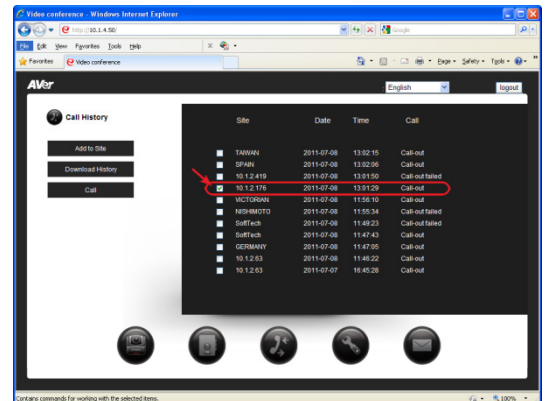 Video conference - Windows Internet Explorer
http://10.1.4.50/
Google
File Edit View Favorites Tools Help
Favorites Video conference
Page Safety Tools
AVer
English
logout
Call History
Site Date Time Call
Add to Site
Download History
Call
TAIWAN 2011-07-08 13:02:15 Call-out
SPAIN 2011-07-08 13:02:06 Call-out
10.1.2.419 2011-07-08 13:01:50 Call-out failed
10.1.2.176 2011-07-08 13:01:29 Call-out
VICTORIAN 2011-07-08 11:56:10 Call-out
NISHIMOTO 2011-07-08 11:55:34 Call-out failed
SoftTech 2011-07-08 11:49:23 Call-out failed
SoftTech 2011-07-08 11:47:43 Call-out
GERMANY 2011-07-08 11:47:05 Call-out
10.1.2.63 2011-07-08 11:46:22 Call-out
10.1.2.63 2011-07-07 16:45:28 Call-out
Contains commands for working with the selected items.
100%